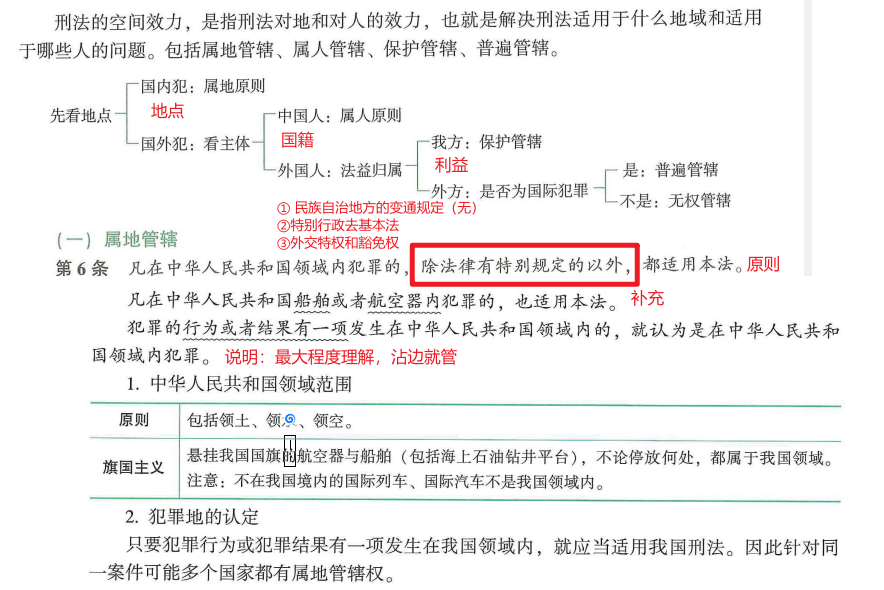 刑法的空间效力，是指刑法对地和对人的效力，也就是解决刑法适用于什么地域和适用
于哪些人的问题。包括属地管辖、属人管辖、保护管辖、普遍管辖。
国内犯：属地原则
先看地点
地点
中国人：属人原则
国外犯：看主体
国籍
我方：保护管辖
外国人：法益归属
利益
是：普遍管辖
外方：是否为国际犯罪
不是：无权管辖
① 民族自治地方的变通规定（无）
②特别行政去基本法
③外交特权和豁免权
（一）属地管辖
第 6 条 凡在中华人民共和国领域内犯罪的，除法律有特别规定的以外，都适用本法。原则
凡在中华人民共和国船舶或者航空器内犯罪的，也适用本法。 补充
犯罪的行为或者结果有一项发生在中华人民共和国领域内的，就认为是在中华人民共和
国领域内犯罪。 说明：最大程度理解，沾边就管
1. 中华人民共和国领域范围
原则 包括领土、领、领空。
悬挂我国国旗的航空器与船舶（包括海上石油钻井平台），不论停放何处，都属于我国领域。
旗国主义
注意：不在我国境内的国际列车、国际汽车不是我国领域内。
2. 犯罪地的认定
只要犯罪行为或犯罪结果有一项发生在我国领域内，就应当适用我国刑法。因此针对同
一案件可能多个国家都有属地管辖权。